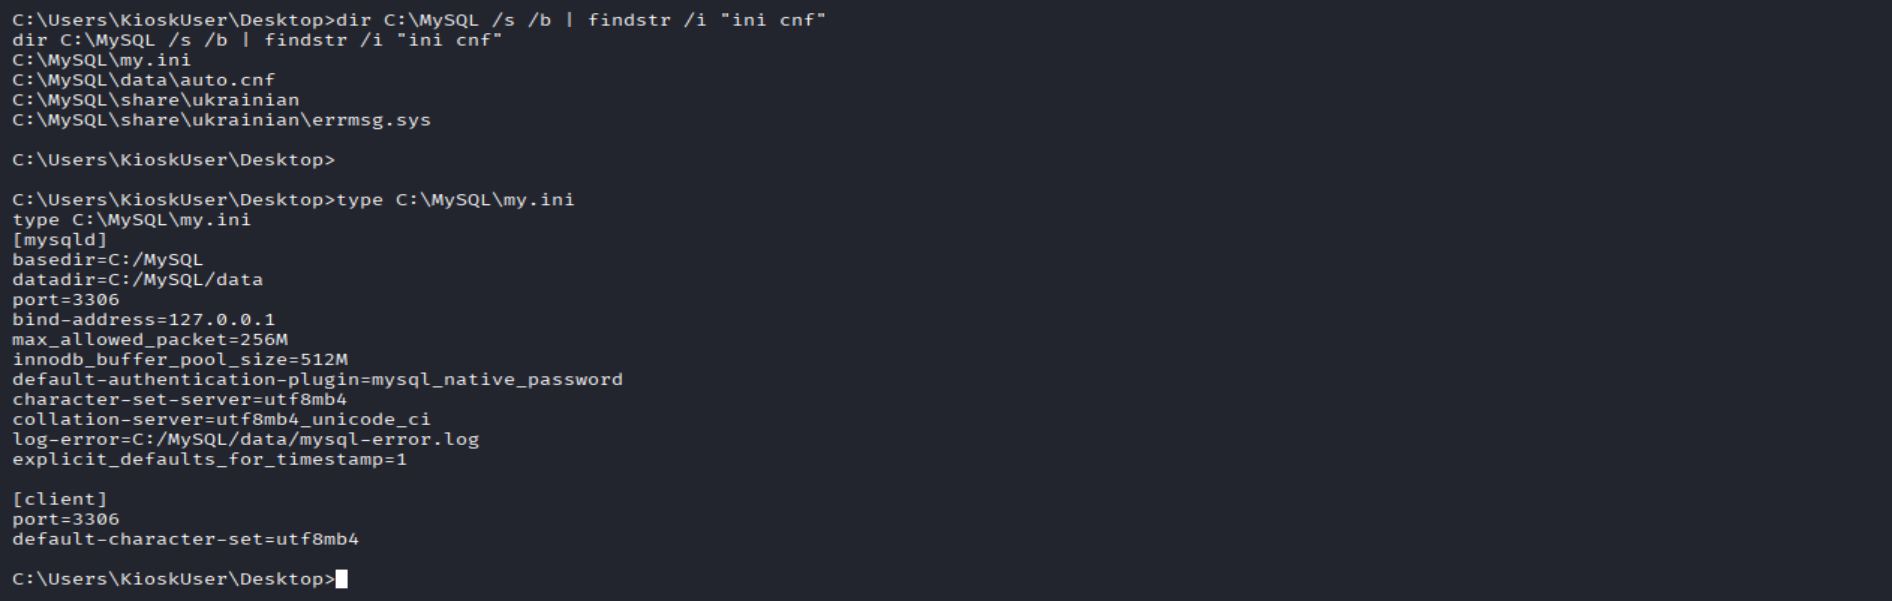 C:\Users\KioskUser\Desktop>dir C:\MySQL /s /b | findstr /i "ini cnf"
dir C:\MySQL /s /b | findstr /i "ini cnf"
C:\MySQL\my.ini
C:\MySQL\data\auto.cnf
C:\MySQL\share\ukrainian
C:\MySQL\share\ukrainian\errmsg.sys
C:\Users\KioskUser\Desktop>
C:\Users\KioskUser\Desktop>type C:\MySQL\my.ini
type C:\MySQL\my.ini
[mysqld]
basedir=C:/MySQL
datadir=C:/MySQL/data
port=3306
bind-address=127.0.0.1
max_allowed_packet=256M
innodb_buffer_pool_size=512M
default-authentication-plugin=mysql_native_password
character-set-server=utf8mb4
collation-server=utf8mb4_unicode_ci
log-error=C:/MySQL/data/mysql-error.log
explicit_defaults_for_timestamp=1
[client]
port=3306
default-character-set=utf8mb4
C:\Users\KioskUser\Desktop>